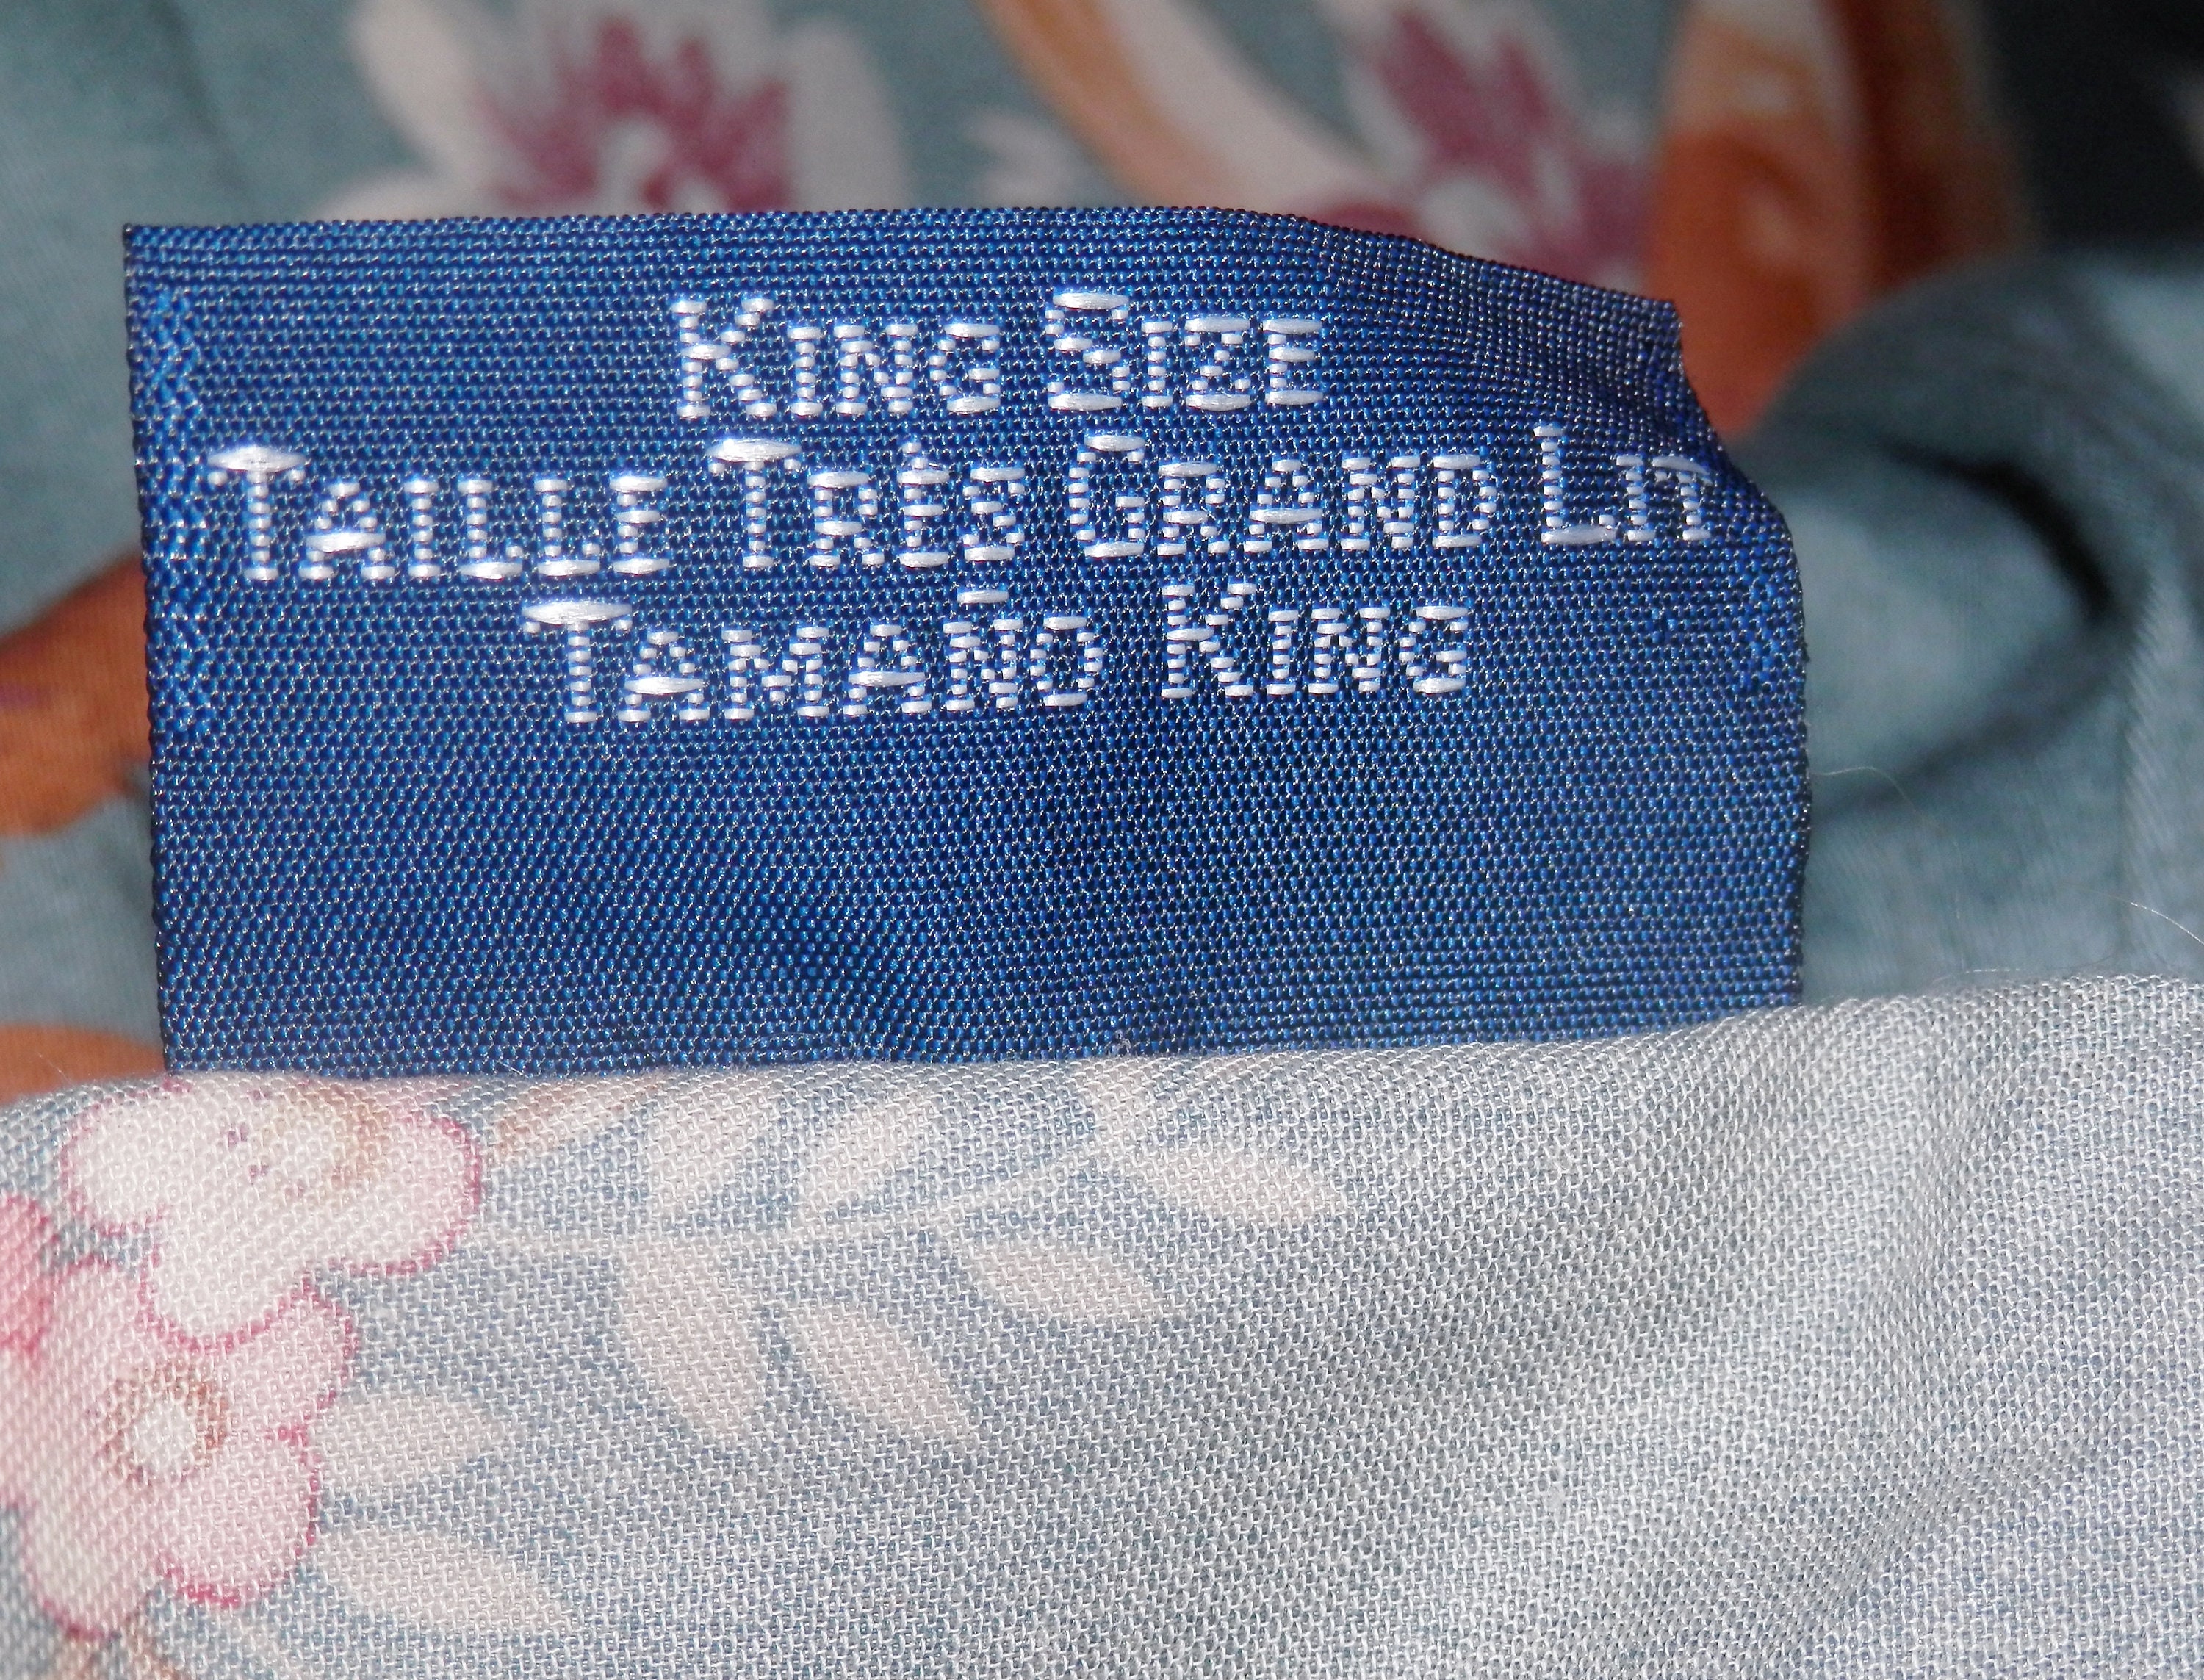 King Size
Taille Très Grand Lit
Tamaño King